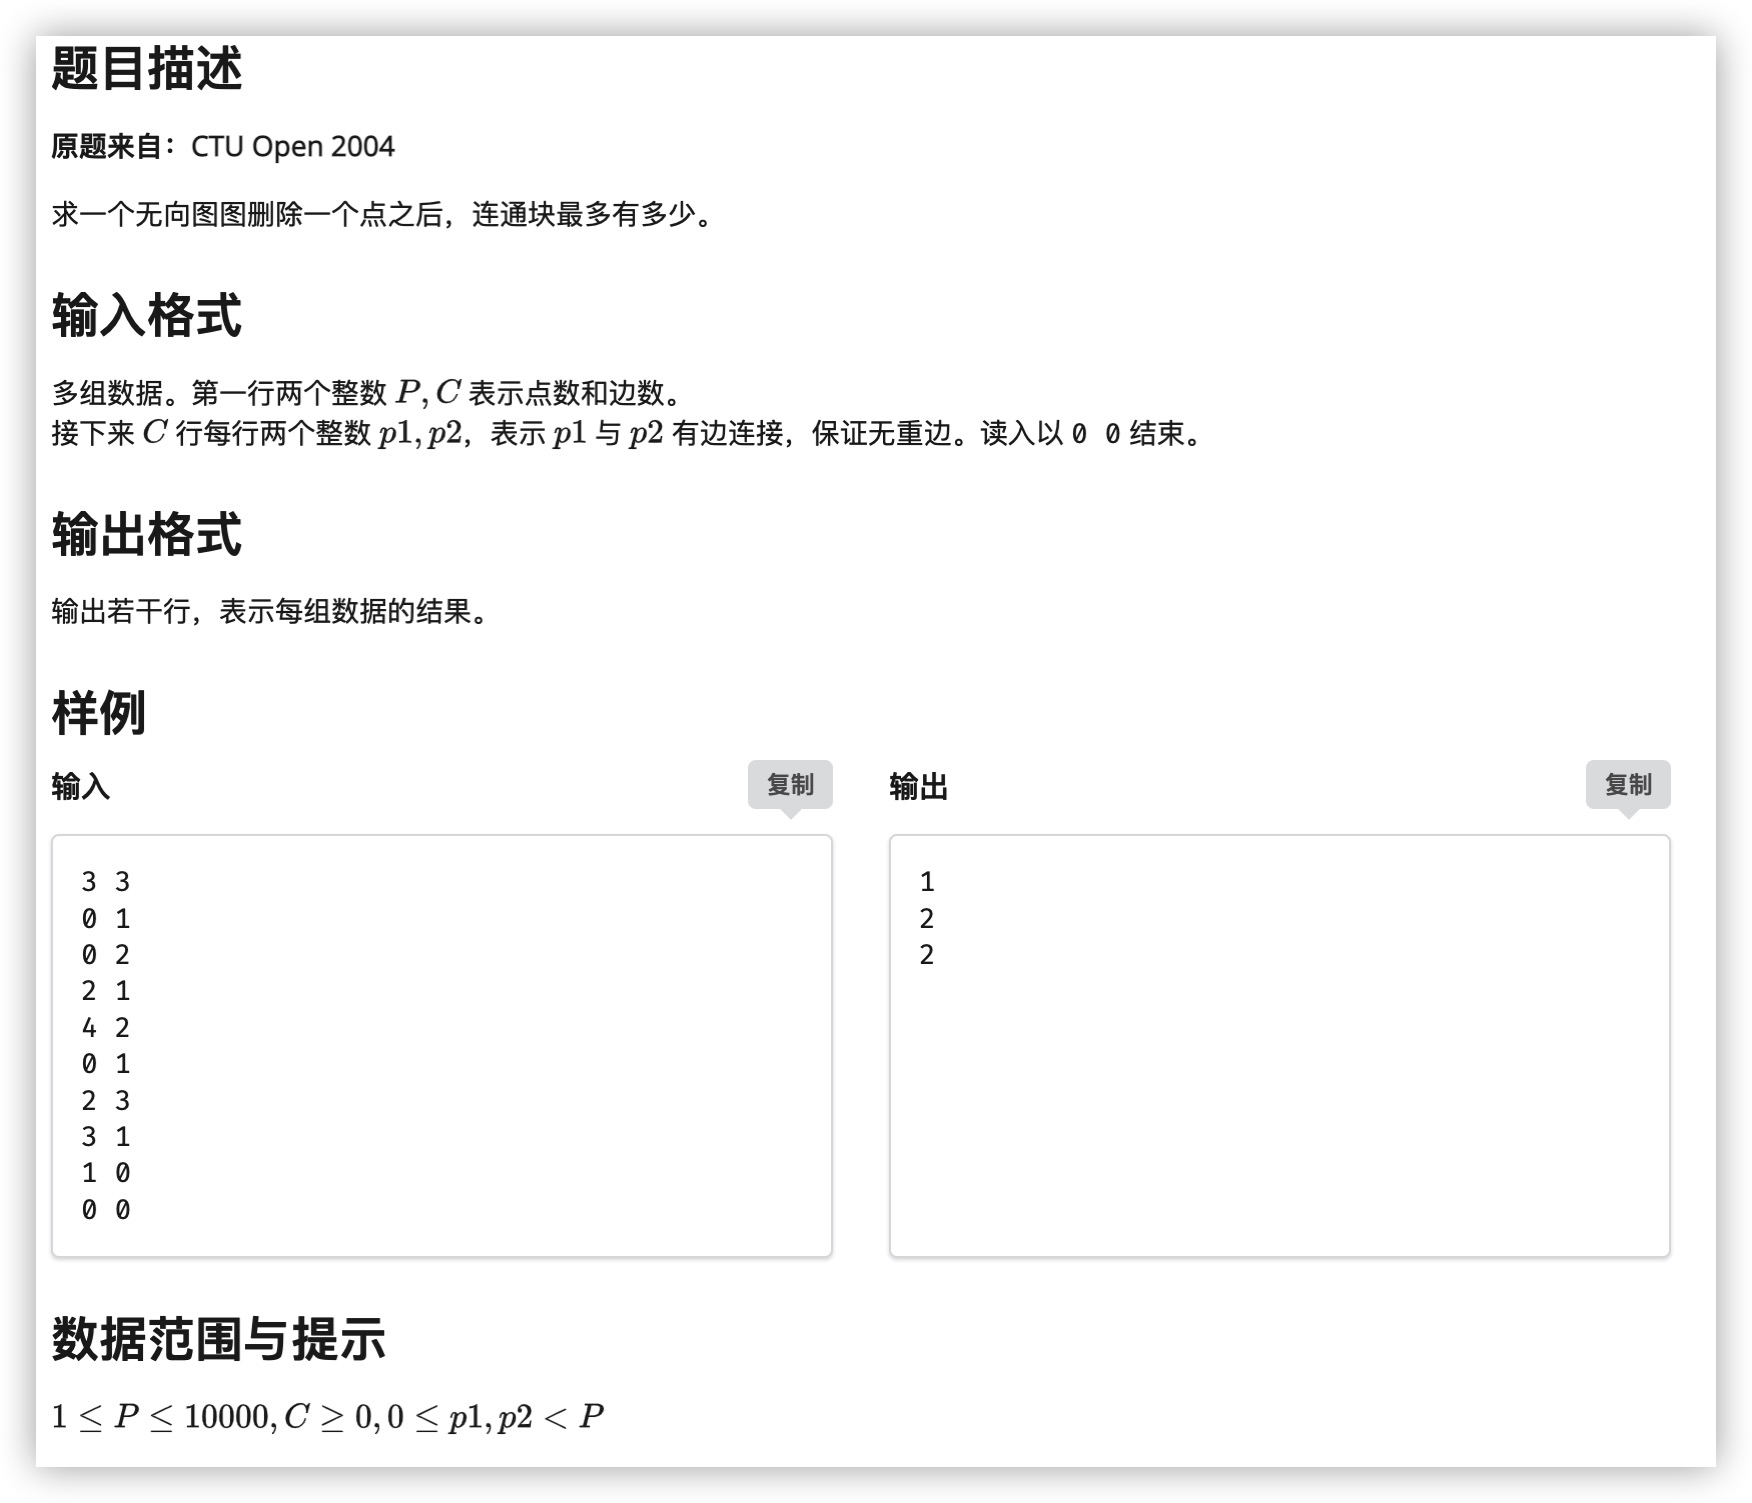 题目描述
原题来自：CTU Open 2004
求一个无向图图删除一个点之后，连通块最多有多少。
输入格式
多组数据。第一行两个整数 P, C 表示点数和边数。
接下来 C 行每行两个整数 p1, p2，表示 p1 与 p2 有边连接，保证无重边。读入以 0 0 结束。
输出格式
输出若干行，表示每组数据的结果。
样例
输入
复制
3 3
0 1
0 2
2 1
4 2
0 1
2 3
3 1
1 0
0 0
输出
复制
1
2
2
数据范围与提示
1 ≤ P ≤ 10000, C ≥ 0, 0 ≤ p1, p2 < P